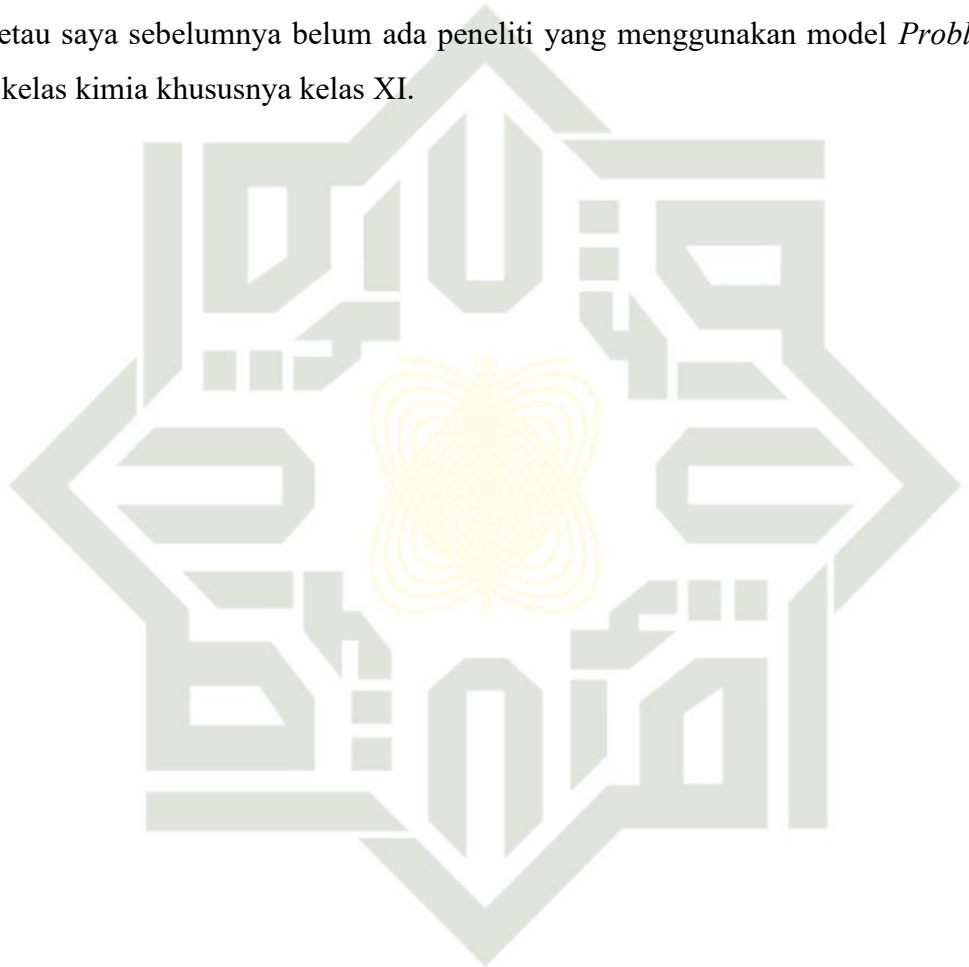 etau saya sebelumnya belum ada peneliti yang menggunakan model Probl
kelas kimia khususnya kelas XI.